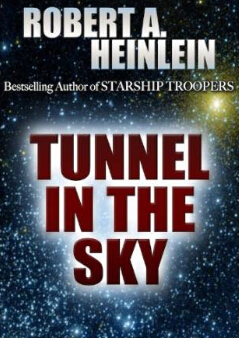 ROBERT A.
HEINLEIN
Bestselling Author of STARSHIP TROOPERS
TUNNEL
IN THE
SKY